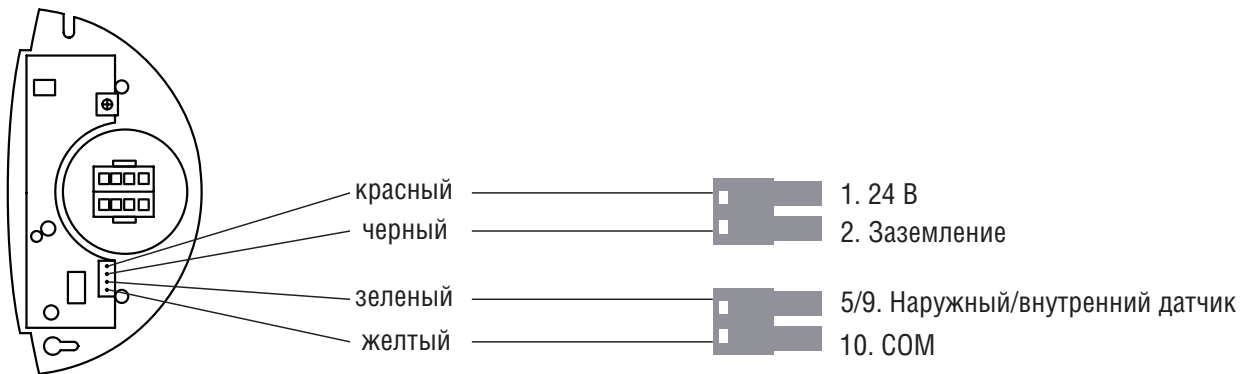 красный
1. 24 В
черный
2. Заземление
зеленый
5/9. Наружный/внутренний датчик
желтый
10. COM